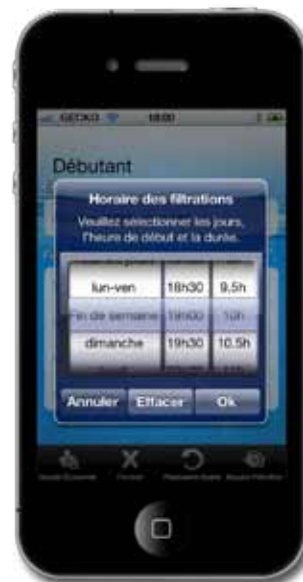 GECKO 18:00
Débutant
Horaire des filtrations
Veuillez sélectionner les jours,
l'heure de début et la durée.
lun-ven 18h30 9,5h
Fin de semaine 19h00 10h
dimanche 19h30 10,5h
Annuler Effacer Ok